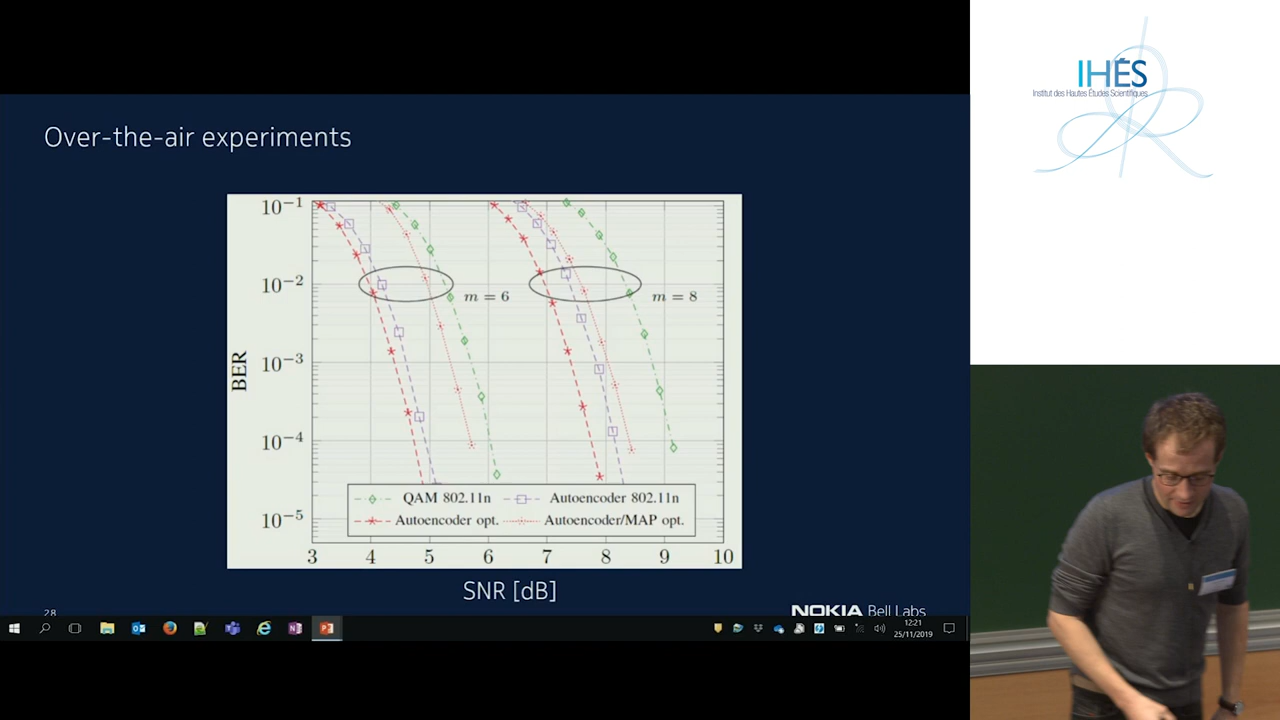 IHÉS
Institut des Hautes Études Scientifiques
Over-the-air experiments
10⁻¹
10⁻²
10⁻³
10⁻⁴
10⁻⁵
BER
m = 6
m = 8
QAM 802.11n
Autoencoder 802.11n
Autoencoder opt.
Autoencoder/MAP opt.
3 4 5 6 7 8 9 10
SNR [dB]
28
NOKIA Bell Labs
12:21
25/11/2019